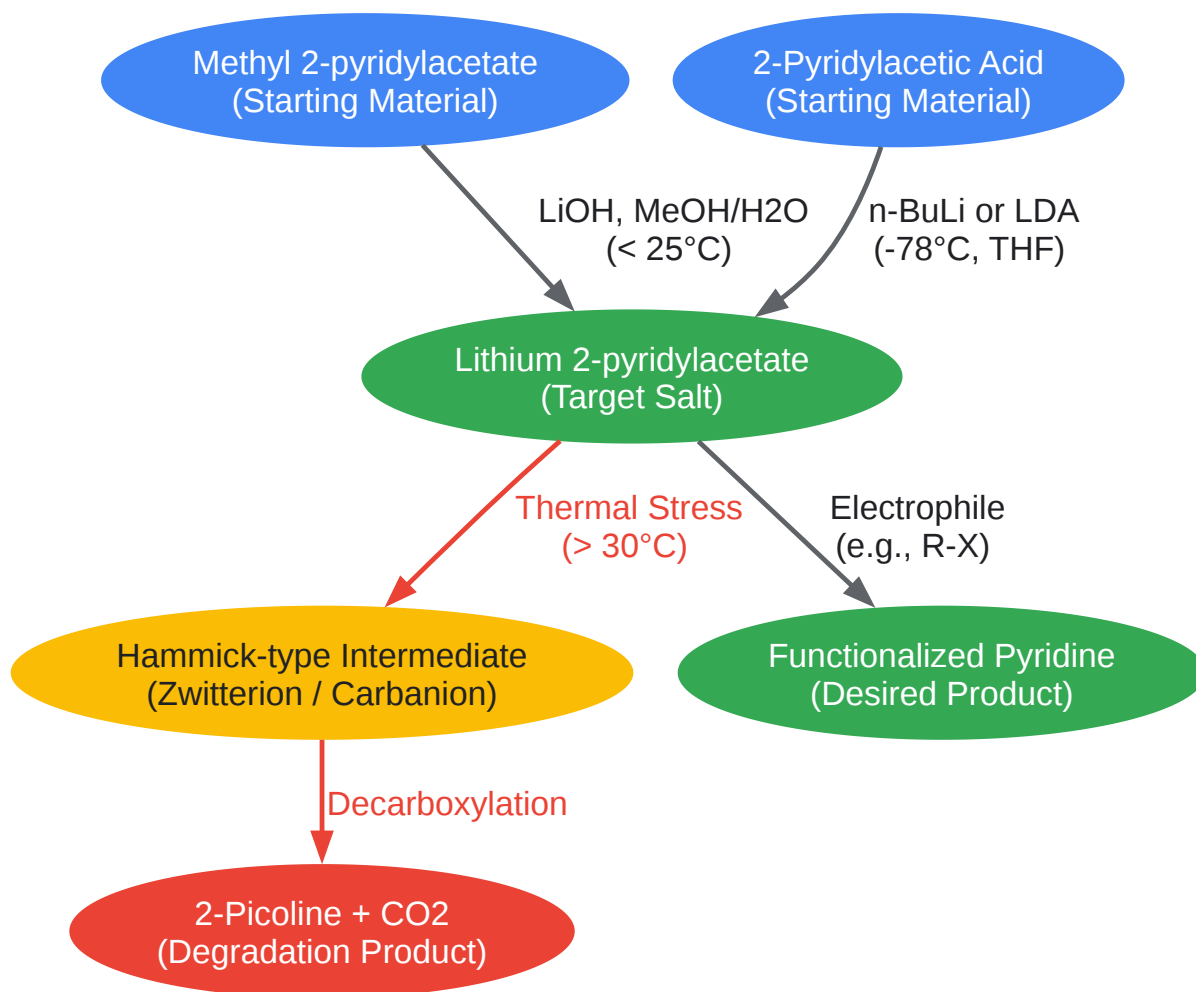 Methyl 2-pyridylacetate
(Starting Material)
2-Pyridylacetic Acid
(Starting Material)
LiOH, MeOH/H2O
(< 25°C)
n-BuLi or LDA
(-78°C, THF)
Lithium 2-pyridylacetate
(Target Salt)
Thermal Stress
(> 30°C)
Electrophile
(e.g., R-X)
Hammick-type Intermediate
(Zwitterion / Carbanion)
Functionalized Pyridine
(Desired Product)
Decarboxylation
2-Picoline + CO2
(Degradation Product)